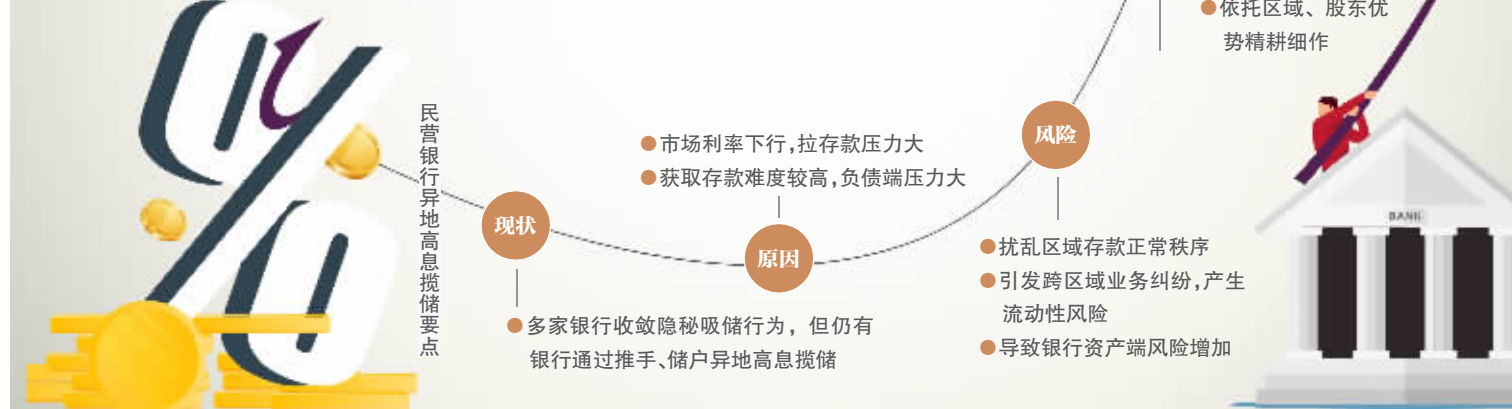 民营银行异地高息揽储要点
现状
多家银行收敛隐秘吸储行为，但仍有
银行通过推手、储户异地高息揽储
市场利率下行,拉存款压力大
获取存款难度较高,负债端压力大
原因
风险
扰乱区域存款正常秩序
引发跨区域业务纠纷,产生
流动性风险
导致银行资产端风险增加
依托区域、股东优
势精耕细作
BANK